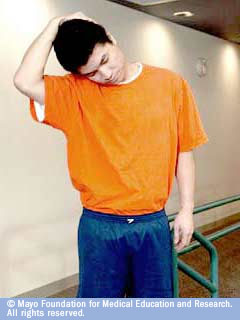 © Mayo Foundation for Medical Education and Research.
All rights reserved.